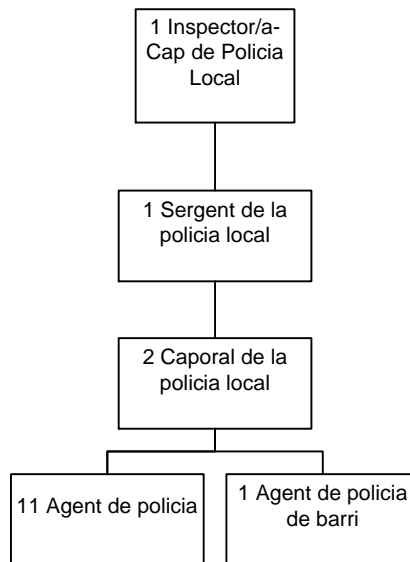 1 Inspector/a-
Cap de Policia
Local
1 Sergent de la
policia local
2 Caporal de la
policia local
11 Agent de policia
1 Agent de policia
de barri